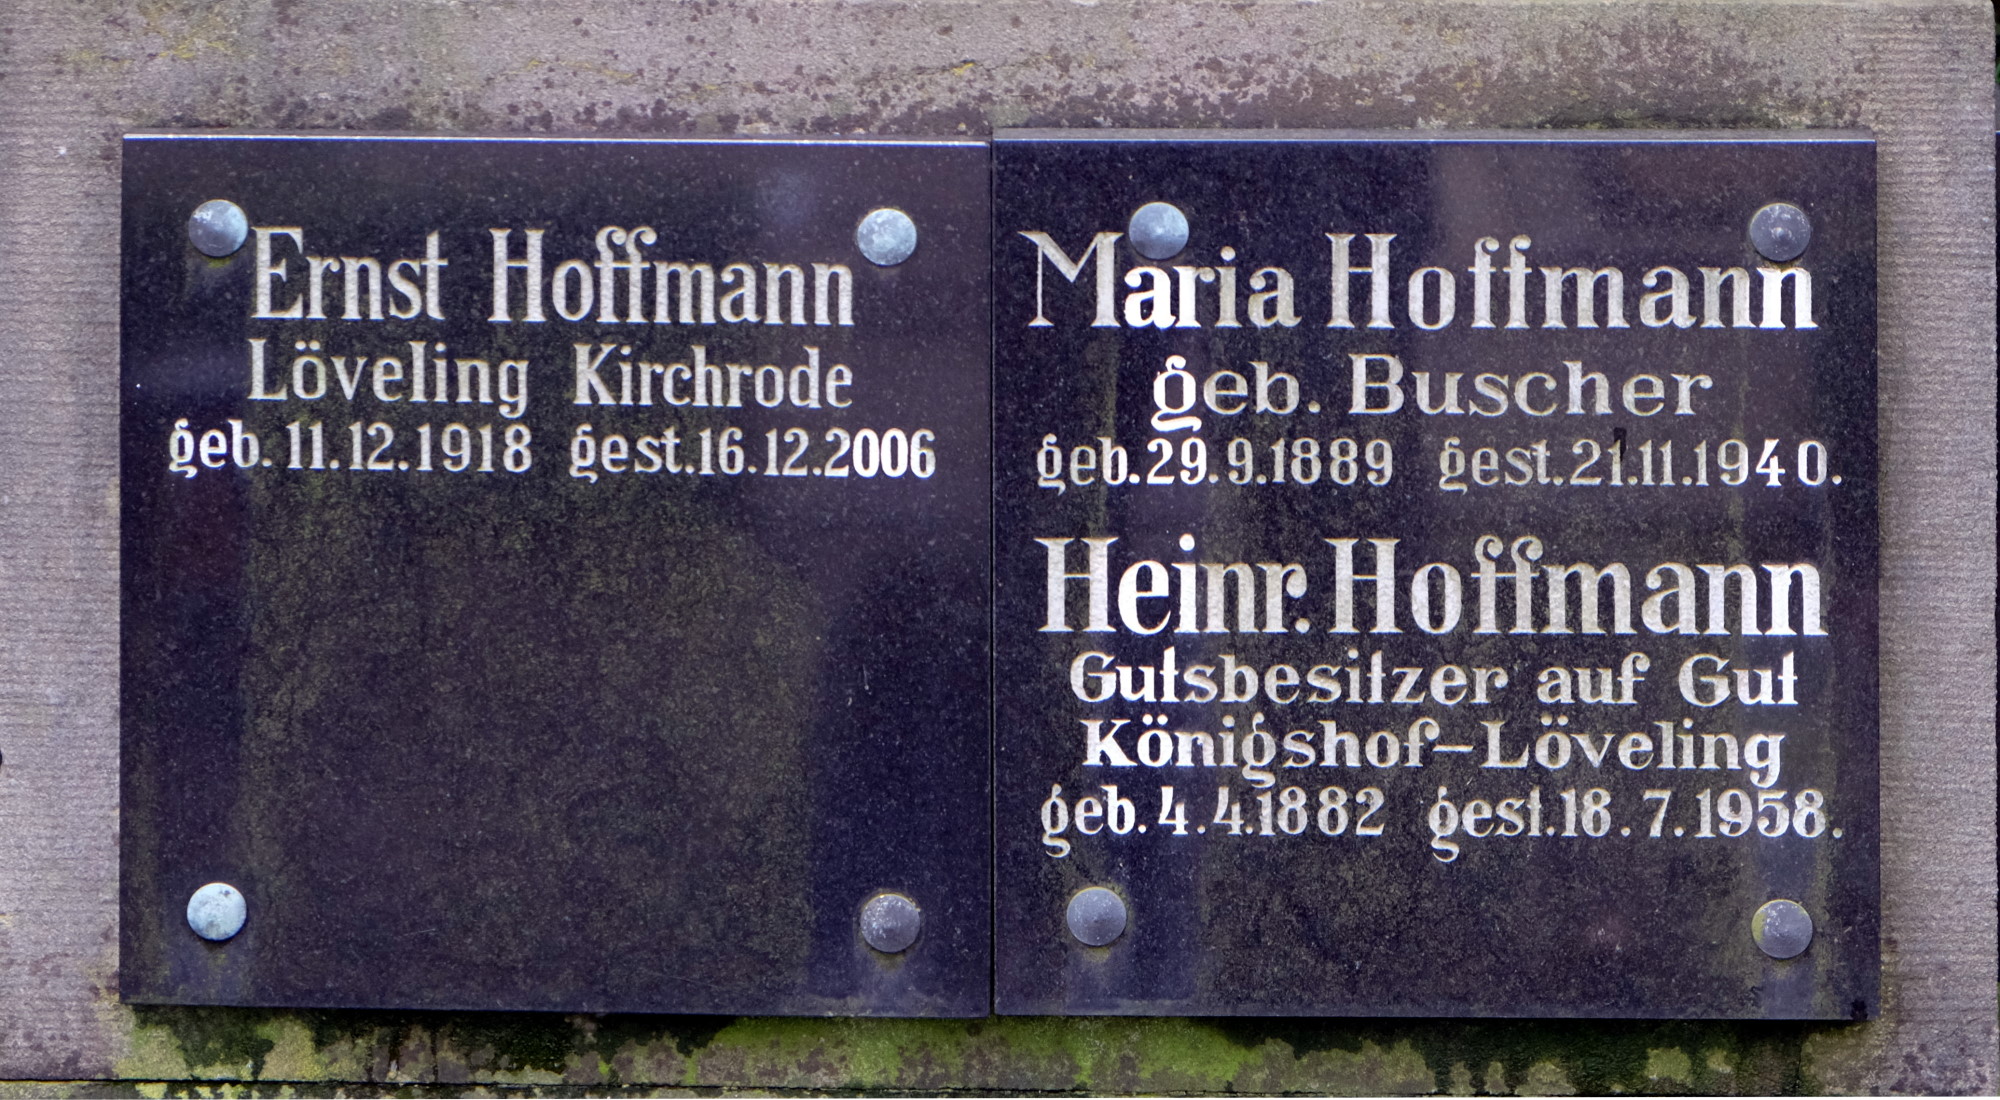 Ernst Hoffmann
Löveling Kirchrode
geb. 11.12.1918 gest. 16.12.2006
Maria Hoffmann
geb. Buscher
geb. 29.9.1889 gest. 21.11.1940.
Heinr. Hoffmann
Gutsbesitzer auf Gut
Königshof-Löveling
geb. 4.4.1882 gest. 18.7.1958.